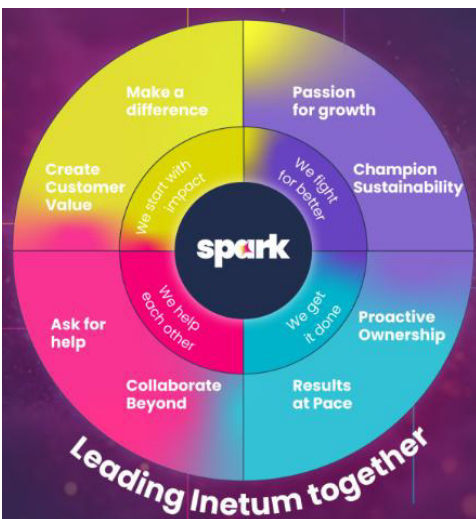 Make a
difference
Passion
for growth
Create
Customer
Value
We start with
impact
We fight
for better
Champion
Sustainability
spark
Ask for
help
We help
each other
We get
it done
Proactive
Ownership
Collaborate
Beyond
Results
at Pace
Leading Inetum together